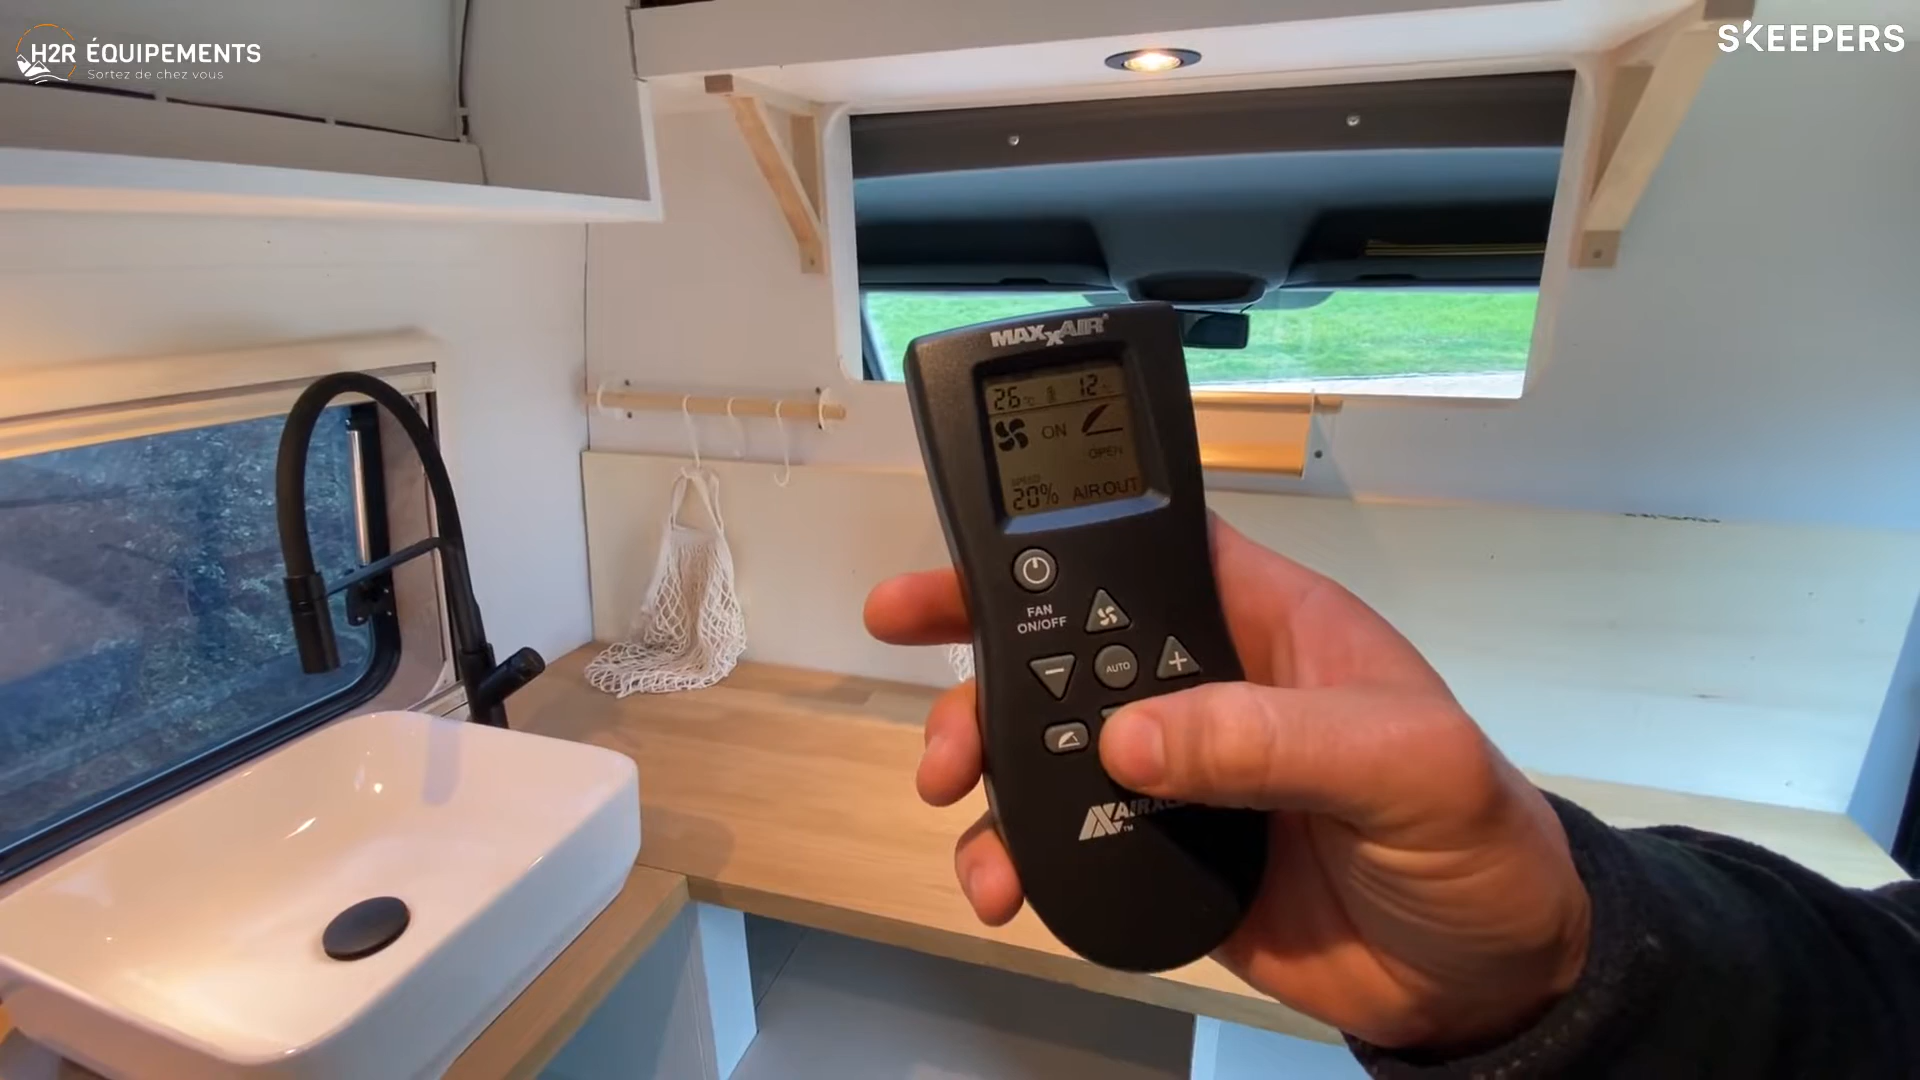 H2R ÉQUIPEMENTS
Sortez de chez vous
SKEEPERS
MAXXAIR
26 °C 12
ON
OPEN
SPEED
20% AIR OUT
FAN
ON/OFF
AUTO